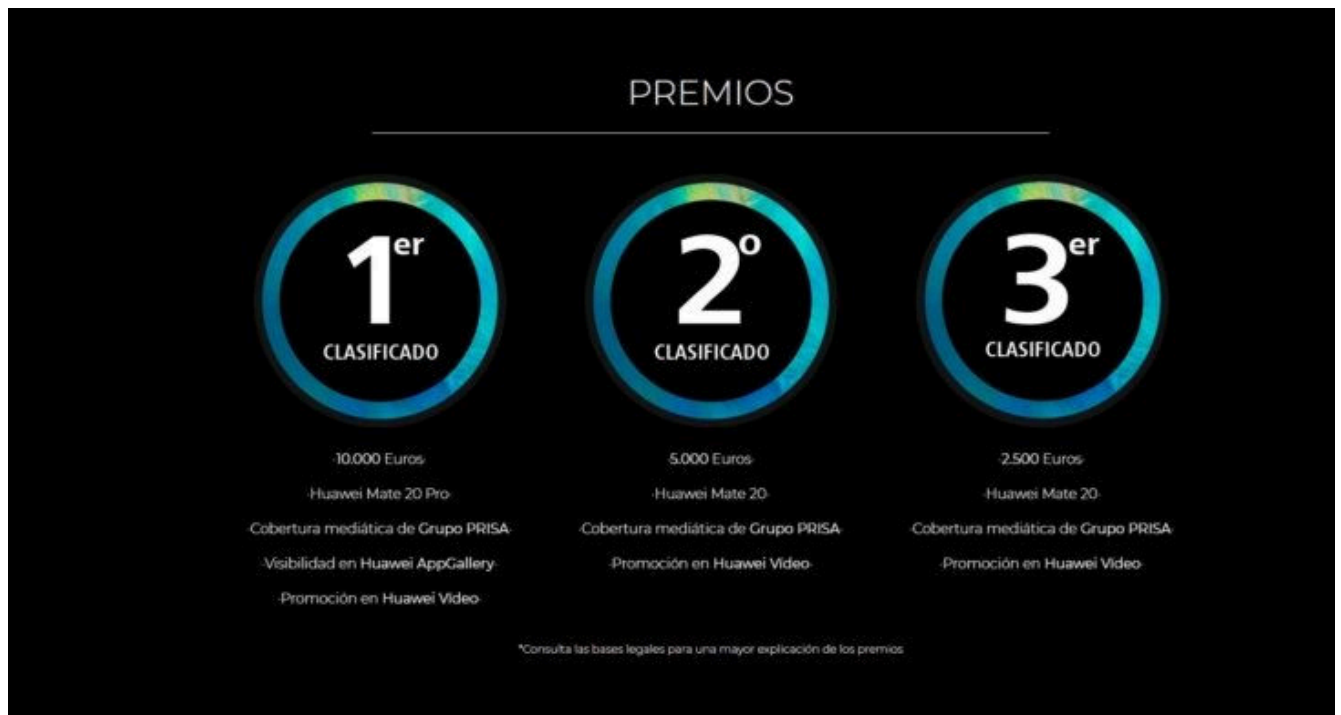 PREMIOS
1er
CLASIFICADO
·10.000 Euros·
·Huawei Mate 20 Pro·
·Cobertura mediática de Grupo PRISA·
·Visibilidad en Huawei AppGallery·
·Promoción en Huawei Video·
2º
CLASIFICADO
·5.000 Euros·
·Huawei Mate 20·
·Cobertura mediática de Grupo PRISA·
·Promoción en Huawei Video·
3er
CLASIFICADO
·2.500 Euros·
·Huawei Mate 20·
·Cobertura mediática de Grupo PRISA·
·Promoción en Huawei Video·
*Consulta las bases legales para una mayor explicación de los premios